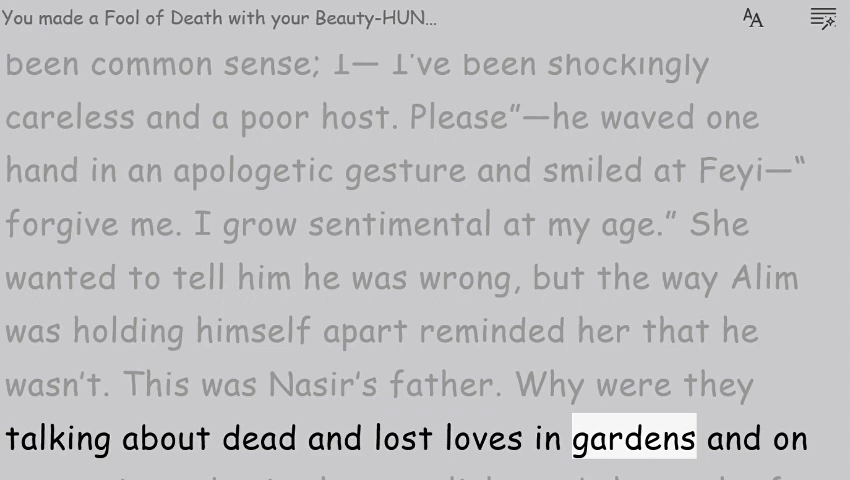 You made a Fool of Death with your Beauty-HUN...
been common sense; I— I've been shockingly
careless and a poor host. Please”—he waved one
hand in an apologetic gesture and smiled at Feyi—“
forgive me. I grow sentimental at my age.” She
wanted to tell him he was wrong, but the way Alim
was holding himself apart reminded her that he
wasn’t. This was Nasir’s father. Why were they
talking about dead and lost loves in gardens and on